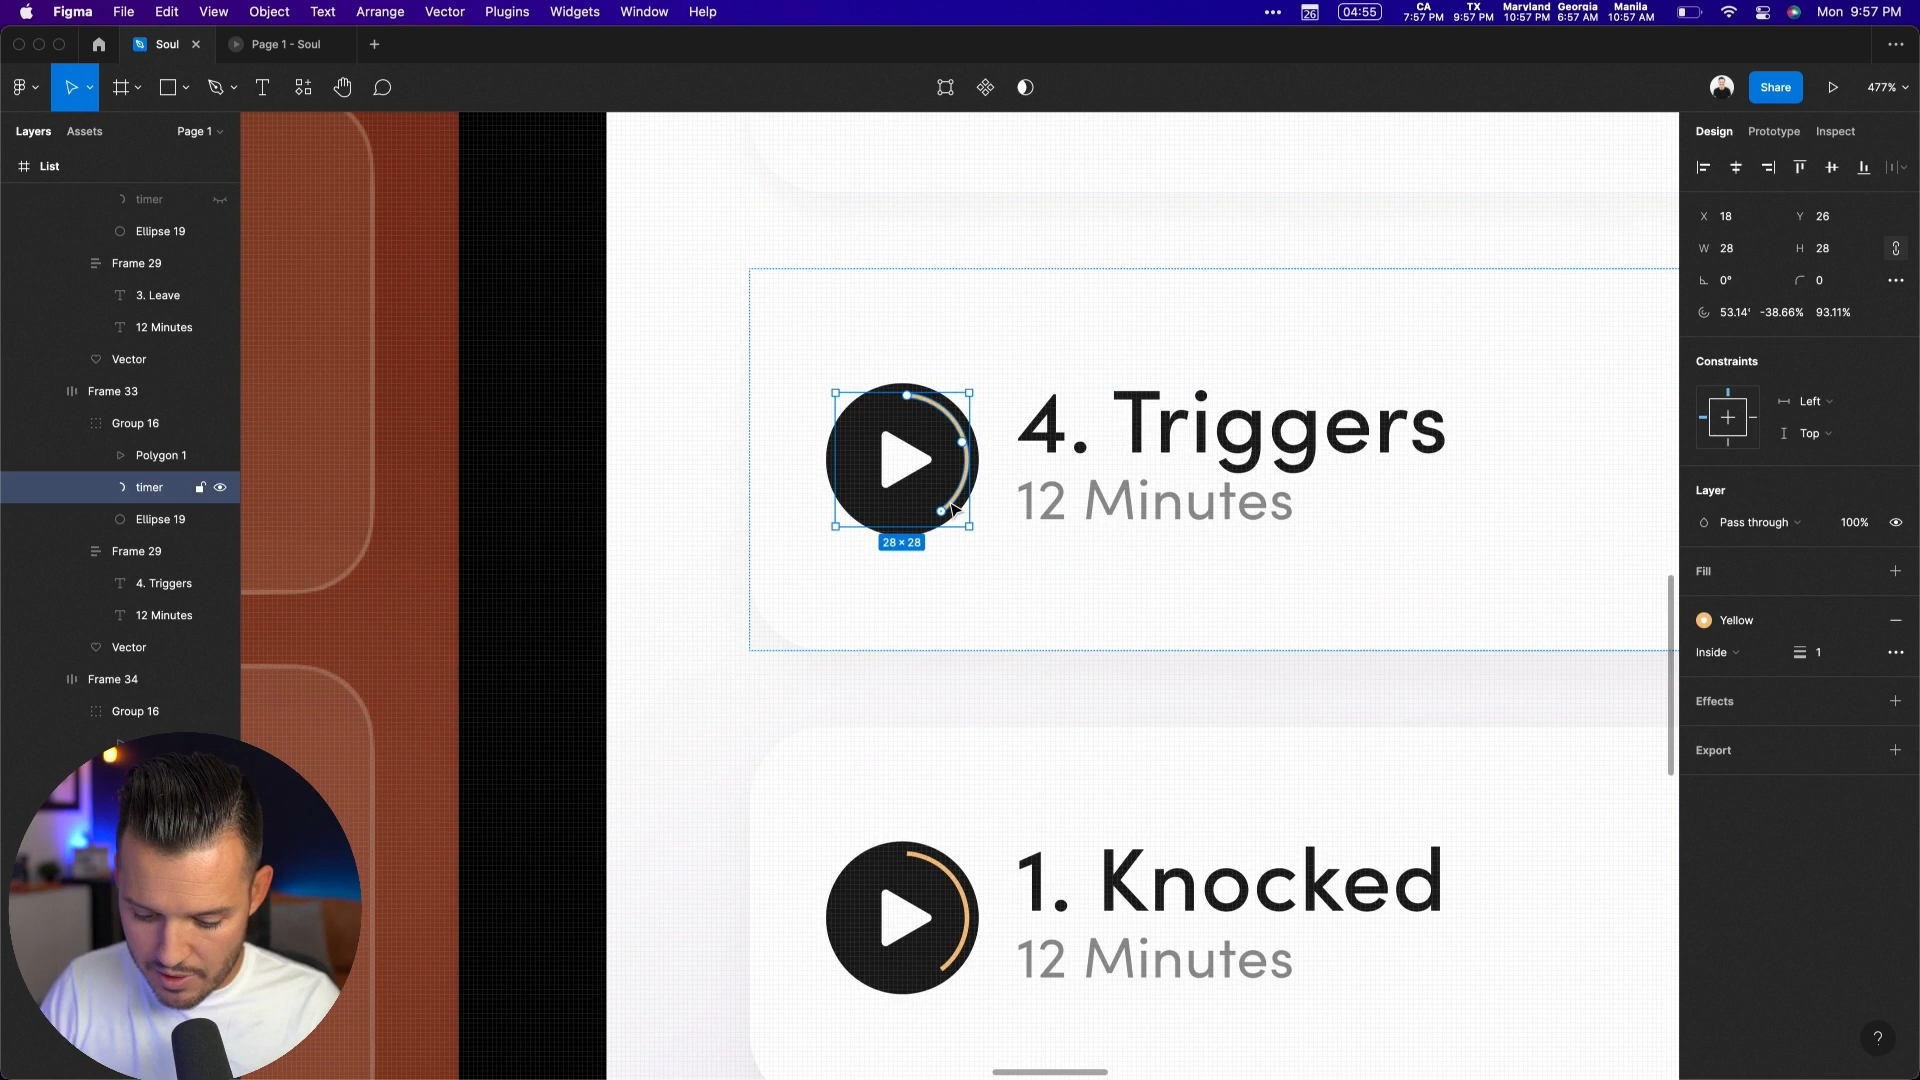 Figma File Edit View Object Text Arrange Vector Plugins Widgets Window Help
26
04:55
CA
7:57 PM
TX
9:57 PM
Maryland
10:57 PM
Georgia
6:57 AM
Manila
10:57 AM
Mon 9:57 PM
Soul
Page 1 - Soul
Share
477%
Layers Assets Page 1
List
timer
Ellipse 19
Frame 29
3. Leave
12 Minutes
Vector
Frame 33
Group 16
Polygon 1
timer
Ellipse 19
Frame 29
4. Triggers
12 Minutes
Vector
Frame 34
Group 16
4. Triggers
12 Minutes
28 × 28
1. Knocked
12 Minutes
Design Prototype Inspect
X 18 Y 26
W 28 H 28
0° 0
53.14° -38.66% 93.11%
Constraints
Left
Top
Layer
Pass through 100%
Fill
Yellow
Inside 1
Effects
Export
?